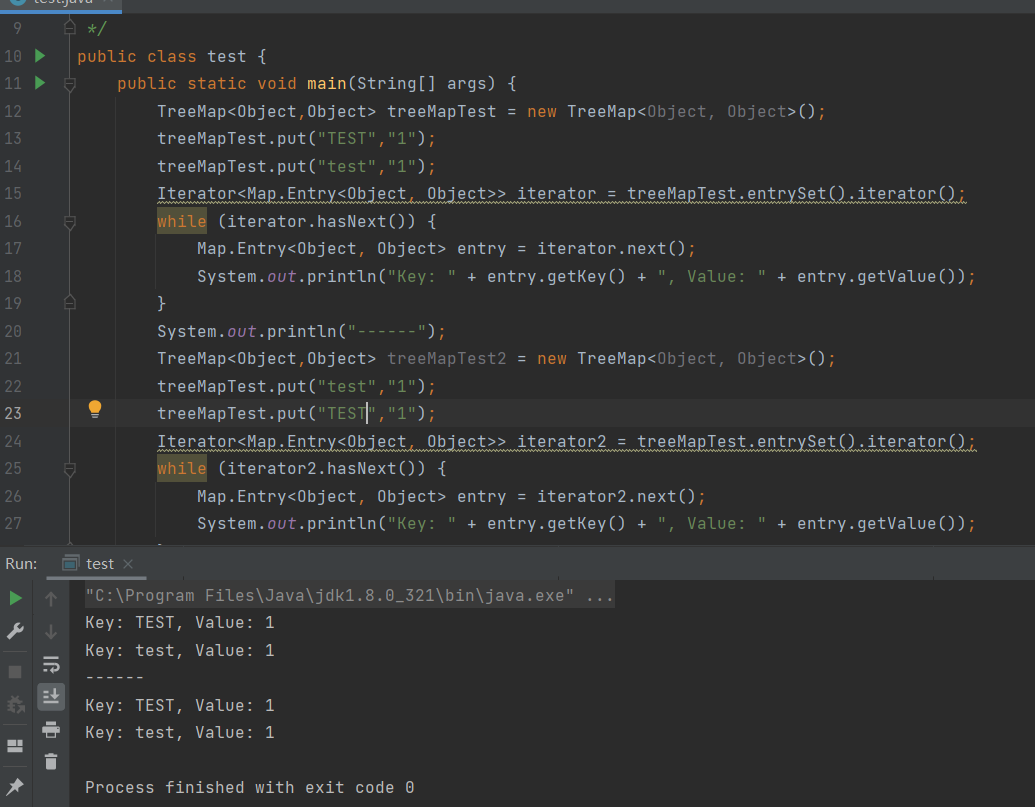 test.java
9 */
10 public class test {
11 public static void main(String[] args) {
12 TreeMap<Object,Object> treeMapTest = new TreeMap<Object, Object>();
13 treeMapTest.put("TEST","1");
14 treeMapTest.put("test","1");
15 Iterator<Map.Entry<Object, Object>> iterator = treeMapTest.entrySet().iterator();
16 while (iterator.hasNext()) {
17 Map.Entry<Object, Object> entry = iterator.next();
18 System.out.println("Key: " + entry.getKey() + ", Value: " + entry.getValue());
19 }
20 System.out.println("------");
21 TreeMap<Object,Object> treeMapTest2 = new TreeMap<Object, Object>();
22 treeMapTest.put("test","1");
23 treeMapTest.put("TEST","1");
24 Iterator<Map.Entry<Object, Object>> iterator2 = treeMapTest.entrySet().iterator();
25 while (iterator2.hasNext()) {
26 Map.Entry<Object, Object> entry = iterator2.next();
27 System.out.println("Key: " + entry.getKey() + ", Value: " + entry.getValue());
Run: test
"C:\Program Files\Java\jdk1.8.0_321\bin\java.exe" ...
Key: TEST, Value: 1
Key: test, Value: 1
------
Key: TEST, Value: 1
Key: test, Value: 1
Process finished with exit code 0